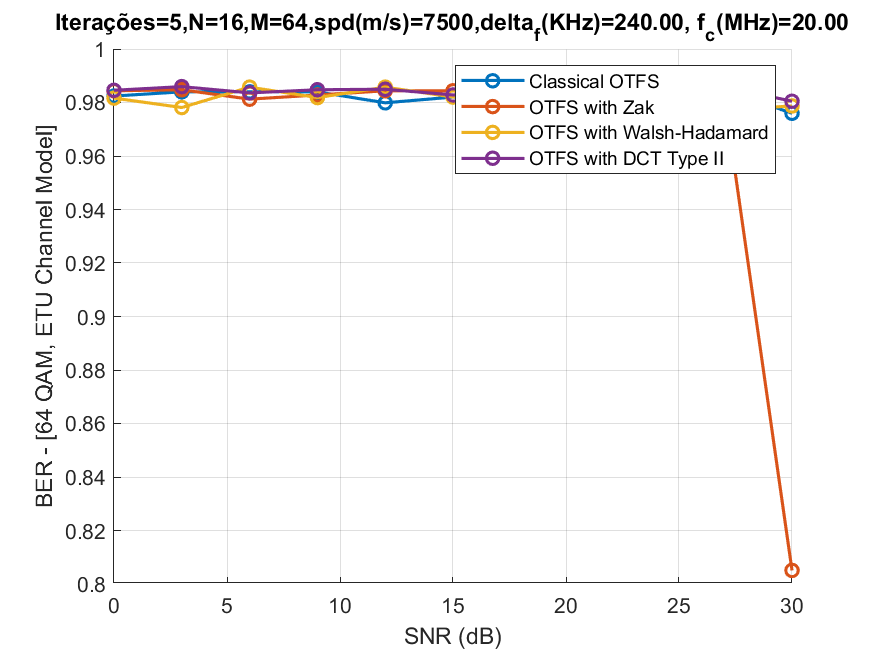 Iterações=5,N=16,M=64,spd(m/s)=7500,delta_f(KHz)=240.00, f_c(MHz)=20.00
1
0.98
0.96
0.94
0.92
0.9
0.88
0.86
0.84
0.82
0.8
BER - [64 QAM, ETU Channel Model]
Classical OTFS
OTFS with Zak
OTFS with Walsh-Hadamard
OTFS with DCT Type II
0 5 10 15 20 25 30
SNR (dB)